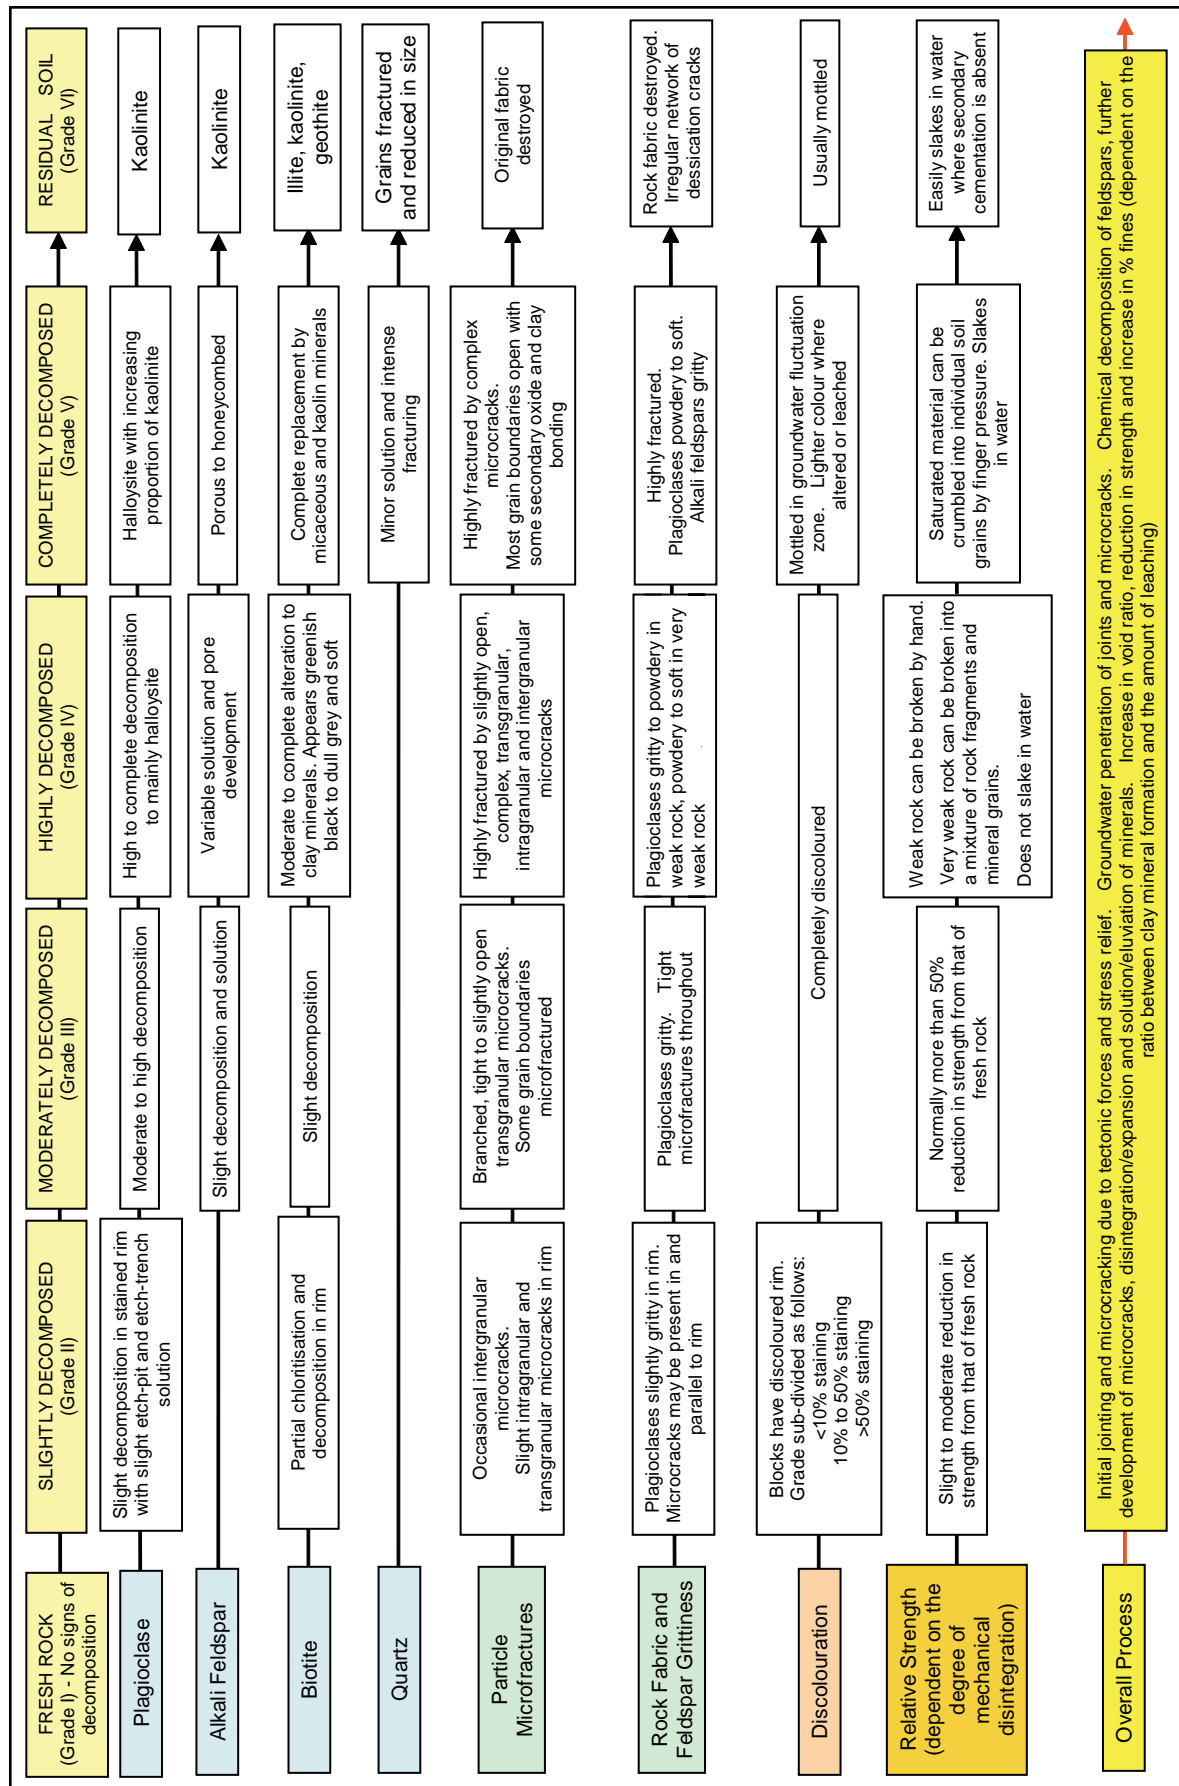 FRESH ROCK
(Grade I) - No signs of
decomposition
SLIGHTLY DECOMPOSED
(Grade II)
MODERATELY DECOMPOSED
(Grade III)
HIGHLY DECOMPOSED
(Grade IV)
COMPLETELY DECOMPOSED
(Grade V)
RESIDUAL SOIL
(Grade VI)
Plagioclase
Slight decomposition in stained rim
with slight etch-pit and etch-trench
solution
Moderate to high decomposition
High to complete decomposition
to mainly halloysite
Halloysite with increasing
proportion of kaolinite
Kaolinite
Alkali Feldspar
Slight decomposition and solution
Variable solution and pore
development
Porous to honeycombed
Kaolinite
Biotite
Partial chloritisation and
decomposition in rim
Slight decomposition
Moderate to complete alteration to
clay minerals. Appears greenish
black to dull grey and soft
Complete replacement by
micaceous and kaolin minerals
Illite, kaolinite,
geothite
Quartz
Minor solution and intense
fracturing
Grains fractured
and reduced in size
Particle
Microfractures
Occasional intergranular
microcracks.
Slight intragranular and
transgranular microcracks in rim
Branched, tight to slightly open
transgranular microcracks.
Some grain boundaries
microfractured
Highly fractured by slightly open,
complex, transgranular,
intragranular and intergranular
microcracks
Highly fractured by complex
microcracks.
Most grain boundaries open with
some secondary oxide and clay
bonding
Original fabric
destroyed
Rock Fabric and
Feldspar Grittiness
Plagioclases slightly gritty in rim.
Microcracks may be present in and
parallel to rim
Plagioclases gritty. Tight
microfractures throughout
Plagioclases gritty to powdery in
weak rock, powdery to soft in very
weak rock
Highly fractured.
Plagioclases powdery to soft.
Alkali feldspars gritty
Rock fabric destroyed.
Irregular network of
dessication cracks
Discolouration
Blocks have discoloured rim.
Grade sub-divided as follows:
<10% staining
10% to 50% staining
>50% staining
Completely discoloured
Mottled in groundwater fluctuation
zone. Lighter colour where
altered or leached
Usually mottled
Relative Strength
(dependent on the
degree of
mechanical
disintegration)
Slight to moderate reduction in
strength from that of fresh rock
Normally more than 50%
reduction in strength from that of
fresh rock
Weak rock can be broken by hand.
Very weak rock can be broken into
a mixture of rock fragments and
mineral grains.
Does not slake in water
Saturated material can be
crumbled into individual soil
grains by finger pressure. Slakes
in water
Easily slakes in water
where secondary
cementation is absent
Overall Process
Initial jointing and microcracking due to tectonic forces and stress relief. Groundwater penetration of joints and microcracks. Chemical decomposition of feldspars, further
development of microcracks, disintegration/expansion and solution/eluviation of minerals. Increase in void ratio, reduction in strength and increase in % fines (dependent on the
ratio between clay mineral formation and the amount of leaching)